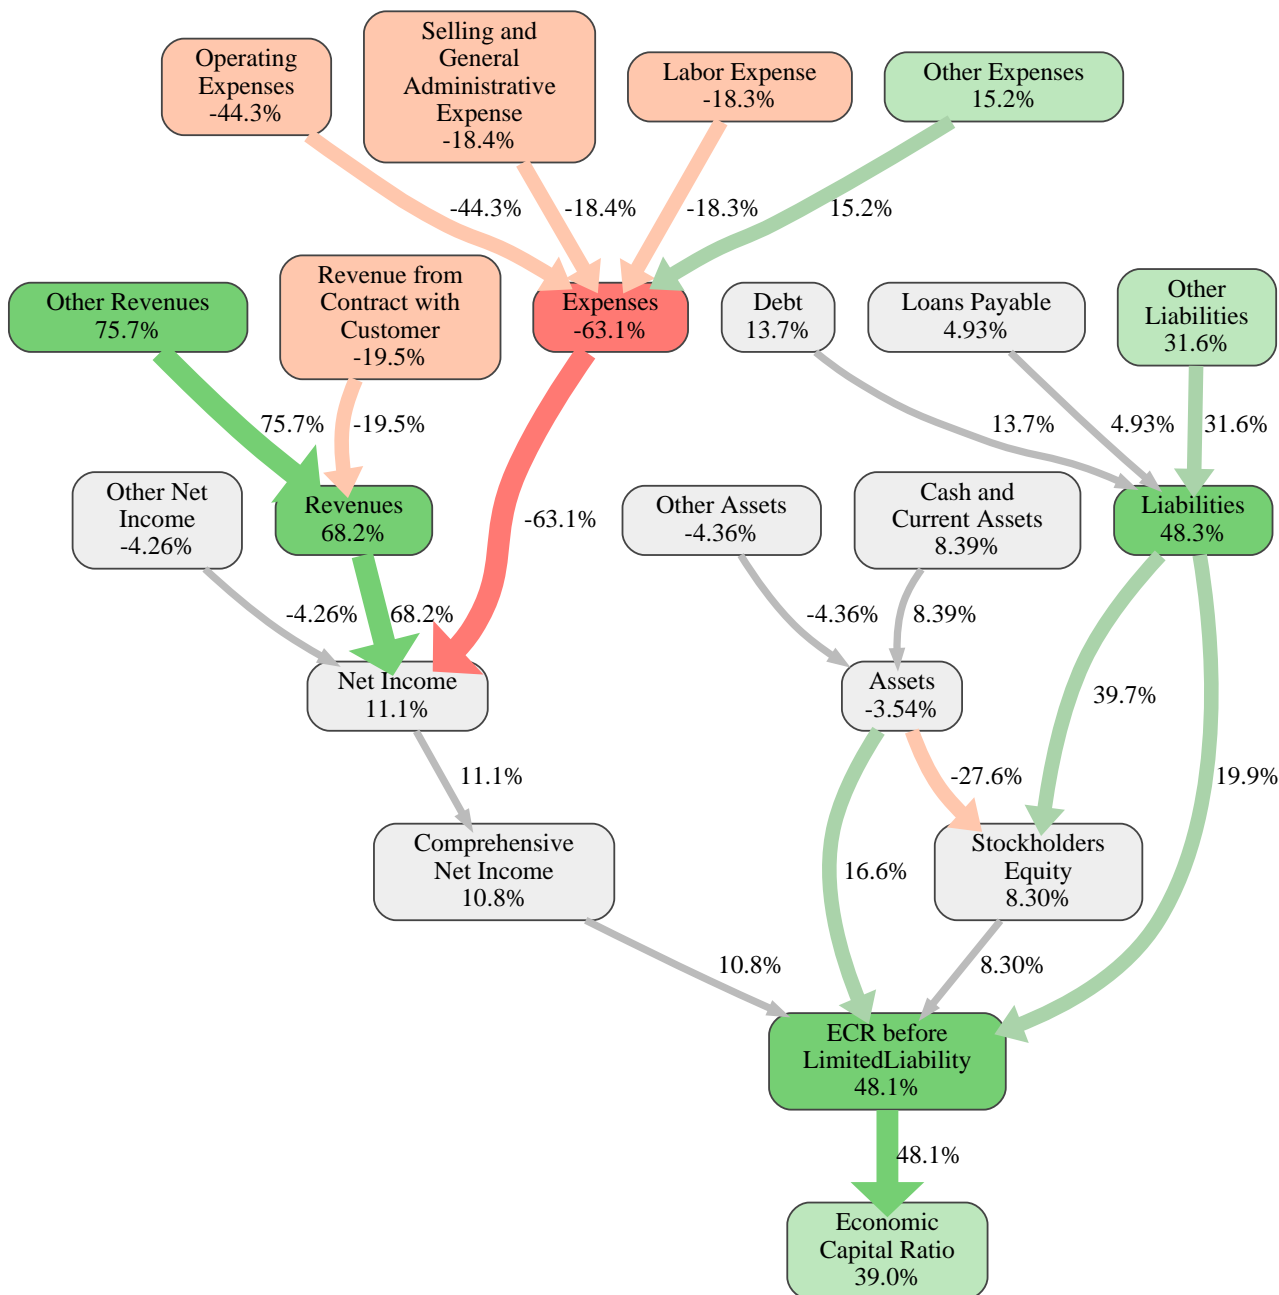 Operating
Expenses
-44.3%
Selling and
General
Administrative
Expense
-18.4%
Labor Expense
-18.3%
Other Expenses
15.2%
-44.3%
-18.4%
-18.3%
15.2%
Other Revenues
75.7%
Revenue from
Contract with
Customer
-19.5%
Expenses
-63.1%
Debt
13.7%
Loans Payable
4.93%
Other
Liabilities
31.6%
75.7%
-19.5%
13.7%
4.93%
31.6%
Other Net
Income
-4.26%
Revenues
68.2%
-63.1%
Other Assets
-4.36%
Cash and
Current Assets
8.39%
Liabilities
48.3%
-4.26%
68.2%
-4.36%
8.39%
Net Income
11.1%
Assets
-3.54%
39.7%
11.1%
-27.6%
19.9%
Comprehensive
Net Income
10.8%
16.6%
Stockholders
Equity
8.30%
10.8%
8.30%
ECR before
LimitedLiability
48.1%
48.1%
Economic
Capital Ratio
39.0%